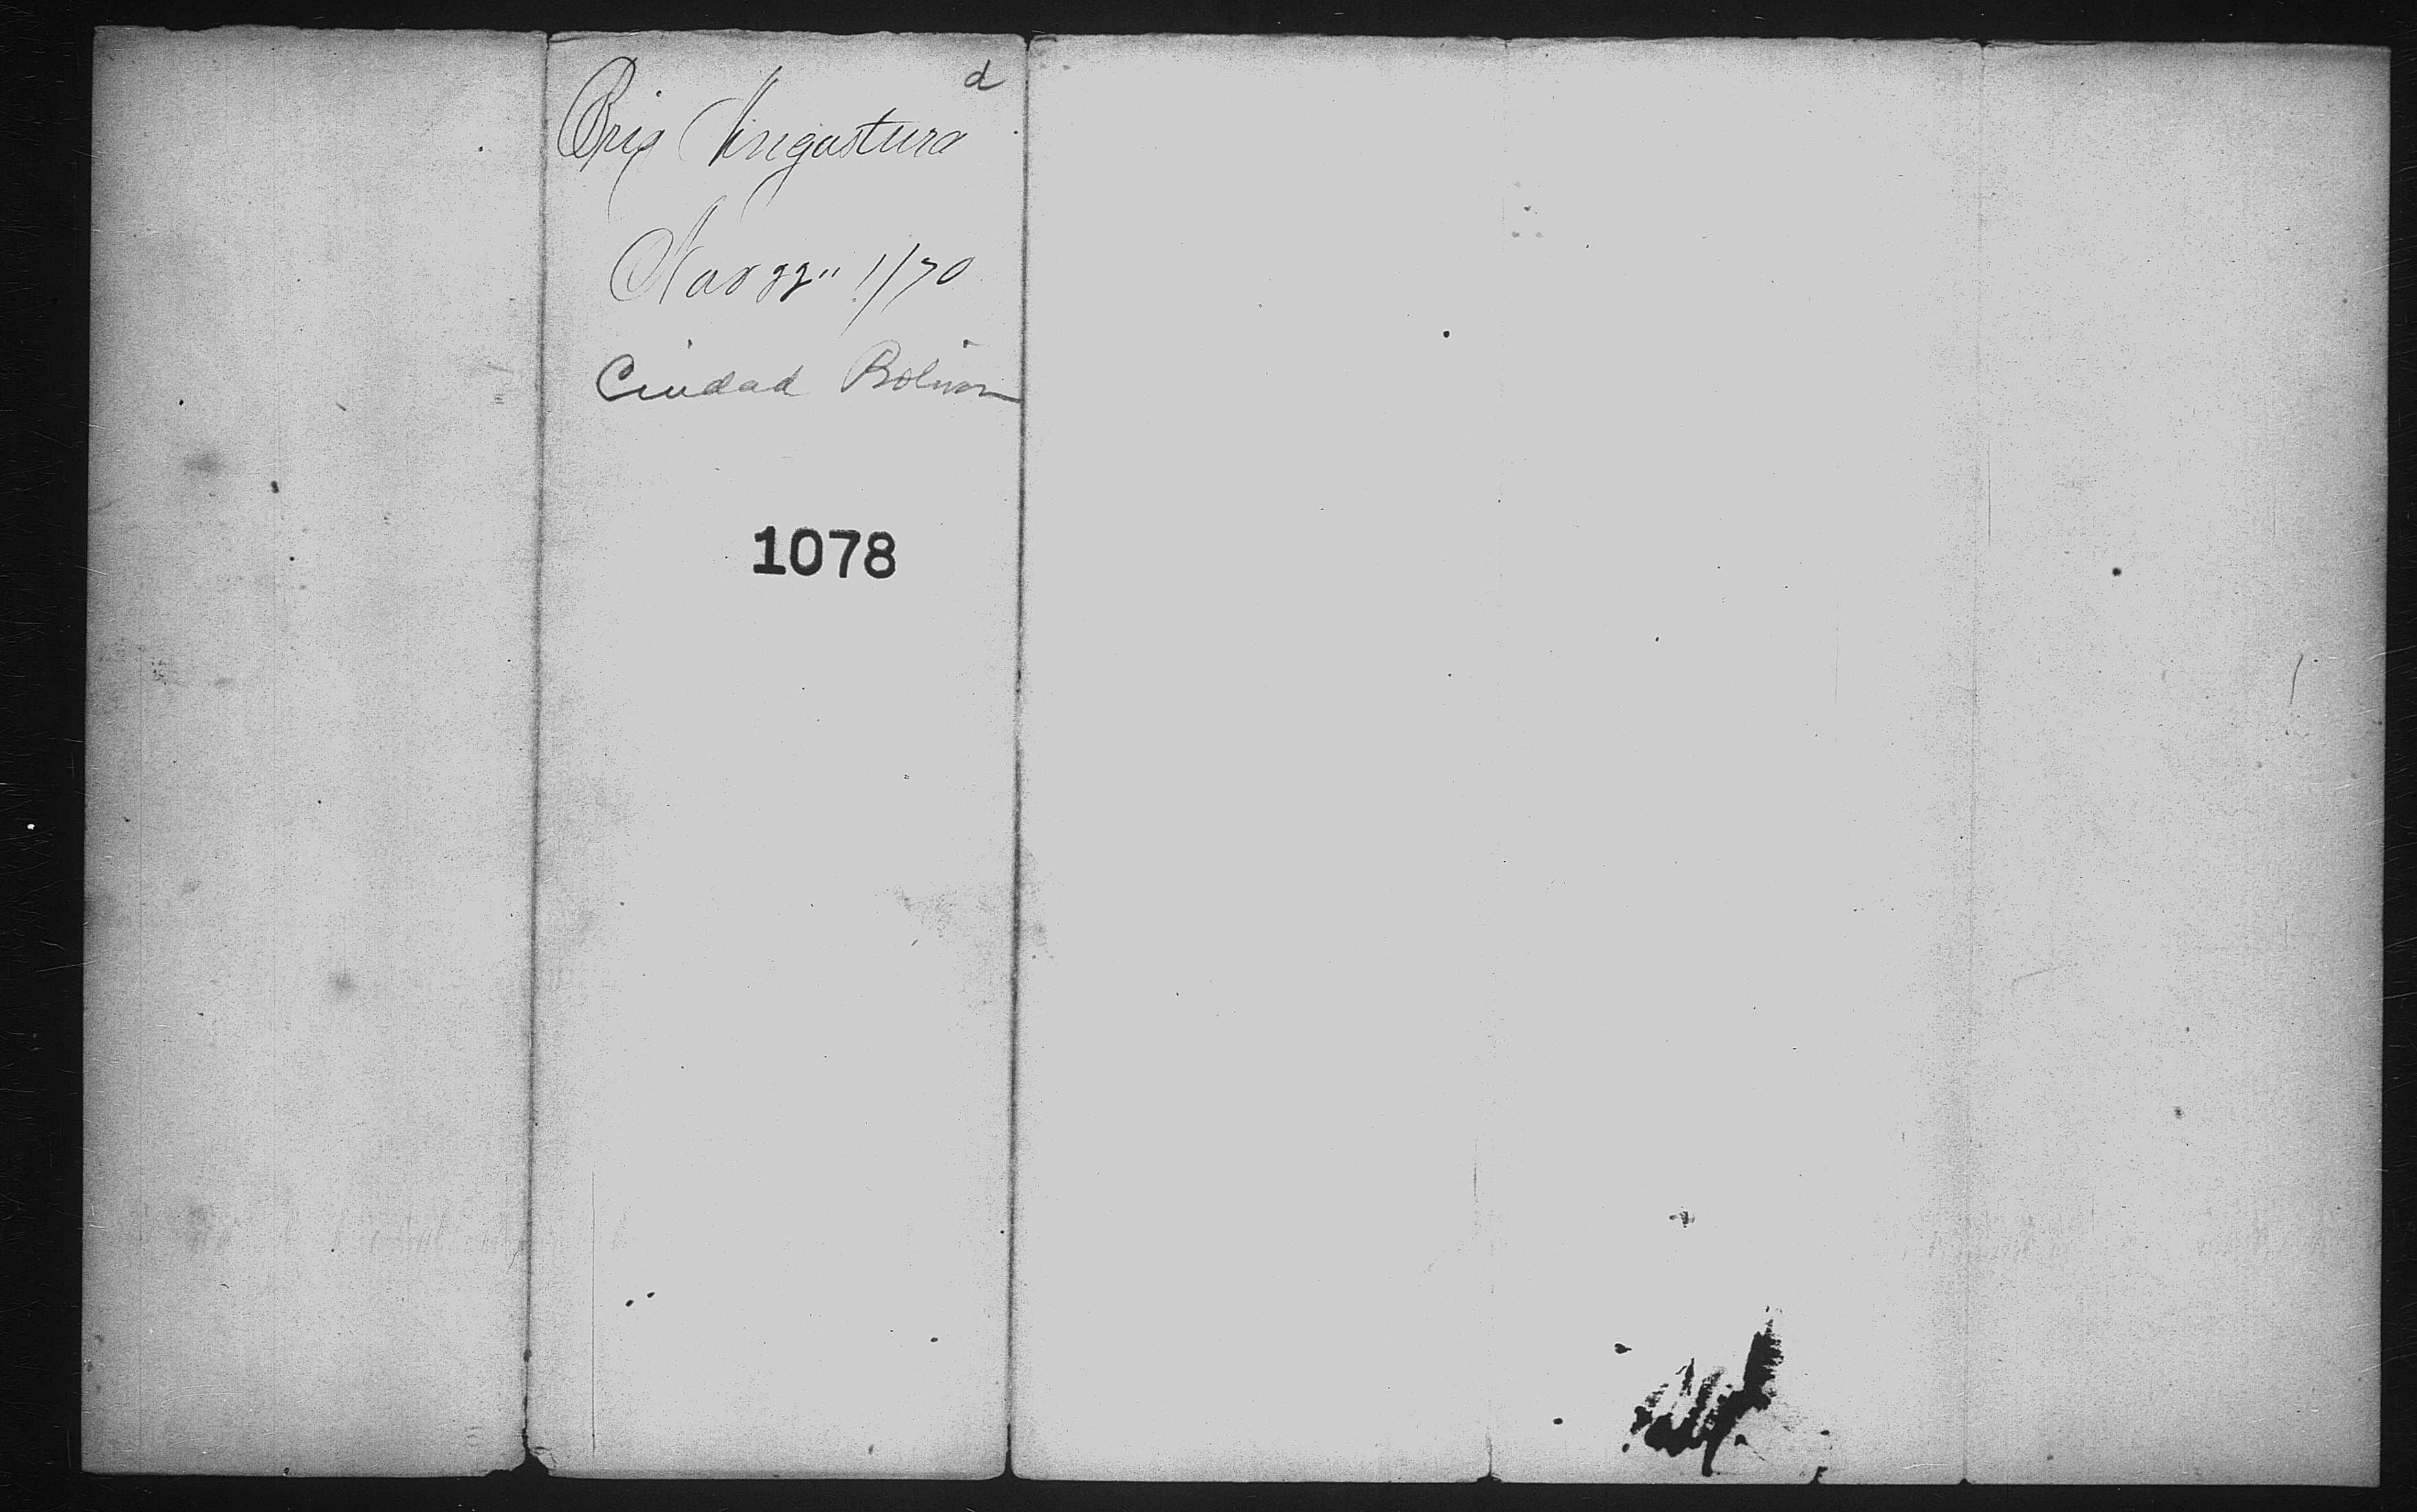 d
Brig Angostura
Nov 22" 1/70
Ciudad Bolivar
1078